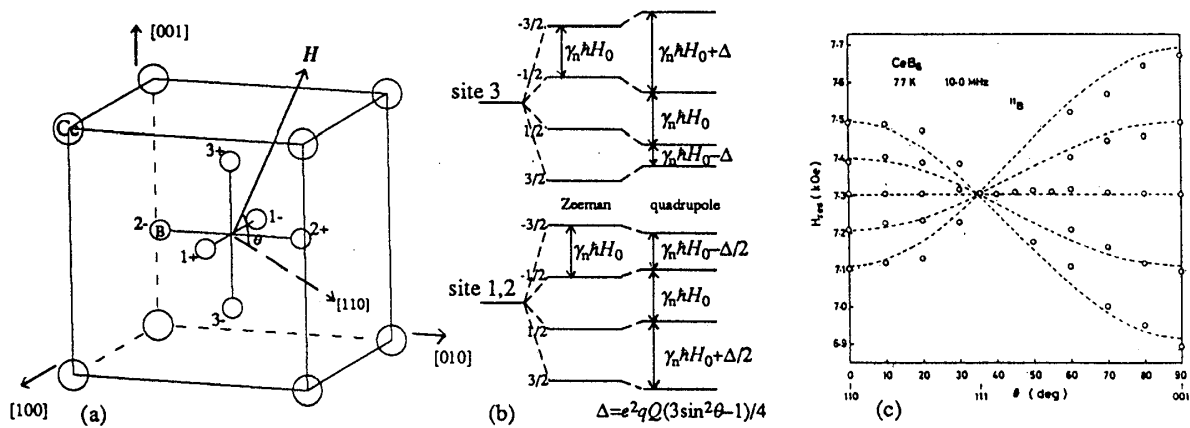 [001]
H
Ce
3+
2-
B
1-
2+
1+
θ
[110]
3-
[010]
[100]
(a)
-3/2
γnℏH0
γnℏH0+Δ
-1/2
site 3
γnℏH0
1/2
γnℏH0-Δ
3/2
Zeeman
quadrupole
-3/2
γnℏH0
γnℏH0-Δ/2
-1/2
site 1,2
γnℏH0
1/2
γnℏH0+Δ/2
3/2
(b)
Δ=e²qQ(3sin²θ-1)/4
7.7
CeB6
7.6
77 K
10·0 MHz
11B
7.5
7.4
Hres (kOe)
7.3
7.2
7.1
7.0
6.9
0
10
20
30
40
50
60
70
80
90
110
111
θ (deg)
001
(c)